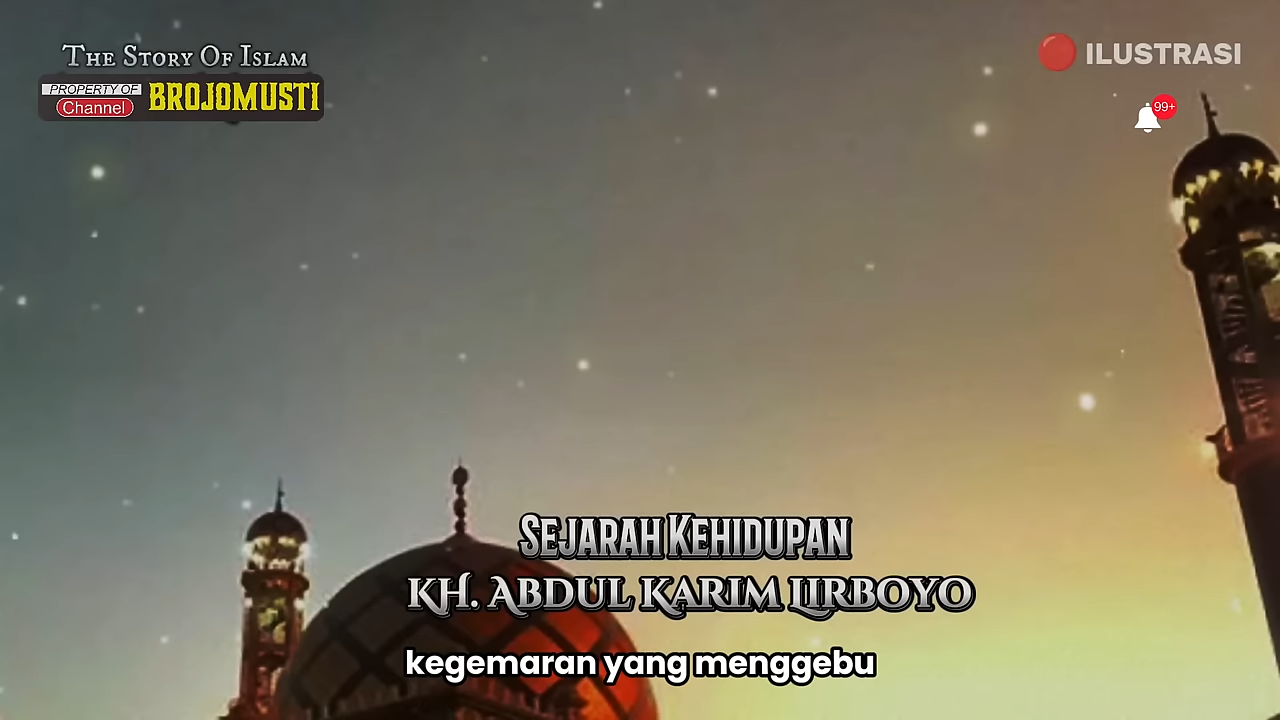 The Story Of Islam
PROPERTY OF
Channel
BROJOMUSTI
ILUSTRASI
99+
Sejarah Kehidupan
KH. Abdul Karim Lirboyo
kegemaran yang menggebu